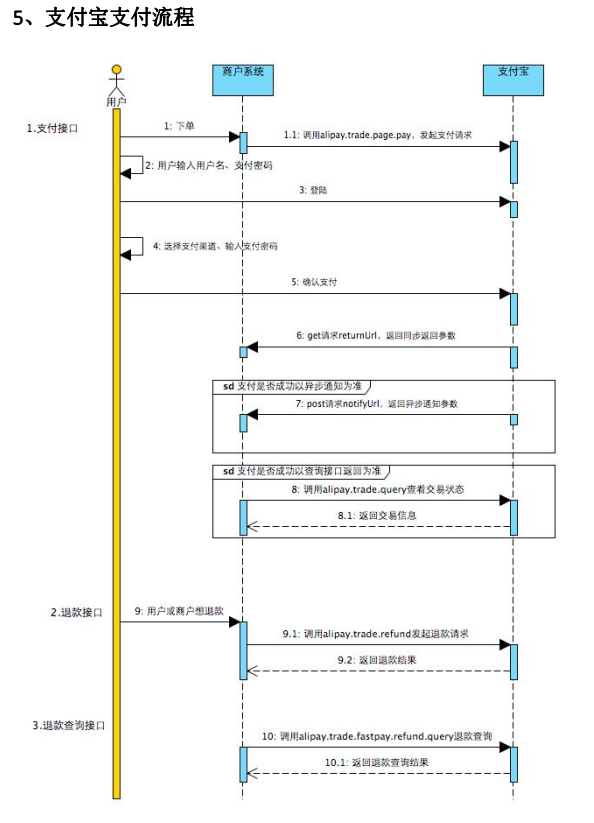 5、支付宝支付流程
商户系统
支付宝
用户
1.支付接口
1: 下单
1.1: 调用alipay.trade.page.pay，发起支付请求
2: 用户输入用户名、支付密码
3: 登陆
4: 选择支付渠道、输入支付密码
5: 确认支付
6: get请求returnUrl，返回同步返回参数
sd 支付是否成功以异步通知为准
7: post请求notifyUrl，返回异步通知参数
sd 支付是否成功以查询接口返回为准
8: 调用alipay.trade.query查看交易状态
8.1: 返回交易信息
2.退款接口
9: 用户或商户想退款
9.1: 调用alipay.trade.refund发起退款请求
9.2: 返回退款结果
3.退款查询接口
10: 调用alipay.trade.fastpay.refund.query退款查询
10.1: 返回退款查询结果